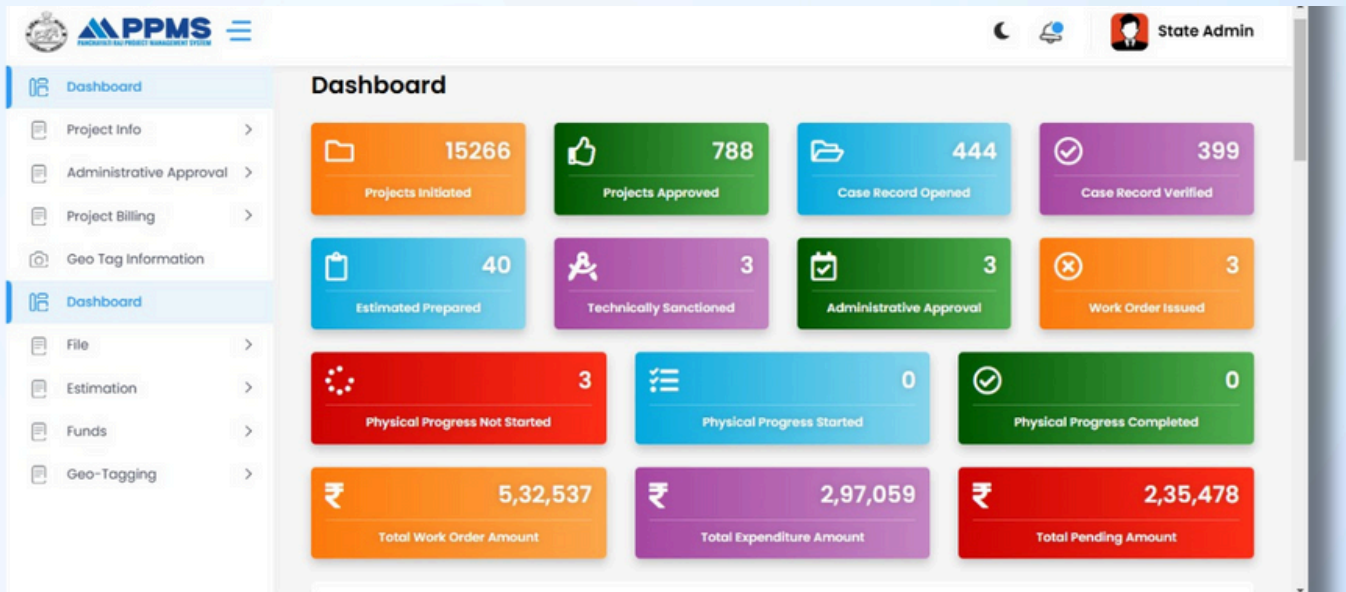 PPMS
PANCHAYATI RAJ PROJECT MANAGEMENT SYSTEM
State Admin
Dashboard
Project Info
Administrative Approval
Project Billing
Geo Tag Information
Dashboard
File
Estimation
Funds
Geo-Tagging
Dashboard
15266
Projects Initiated
788
Projects Approved
444
Case Record Opened
399
Case Record Verified
40
Estimated Prepared
3
Technically Sanctioned
3
Administrative Approval
3
Work Order Issued
3
Physical Progress Not Started
0
Physical Progress Started
0
Physical Progress Completed
₹ 5,32,537
Total Work Order Amount
₹ 2,97,059
Total Expenditure Amount
₹ 2,35,478
Total Pending Amount